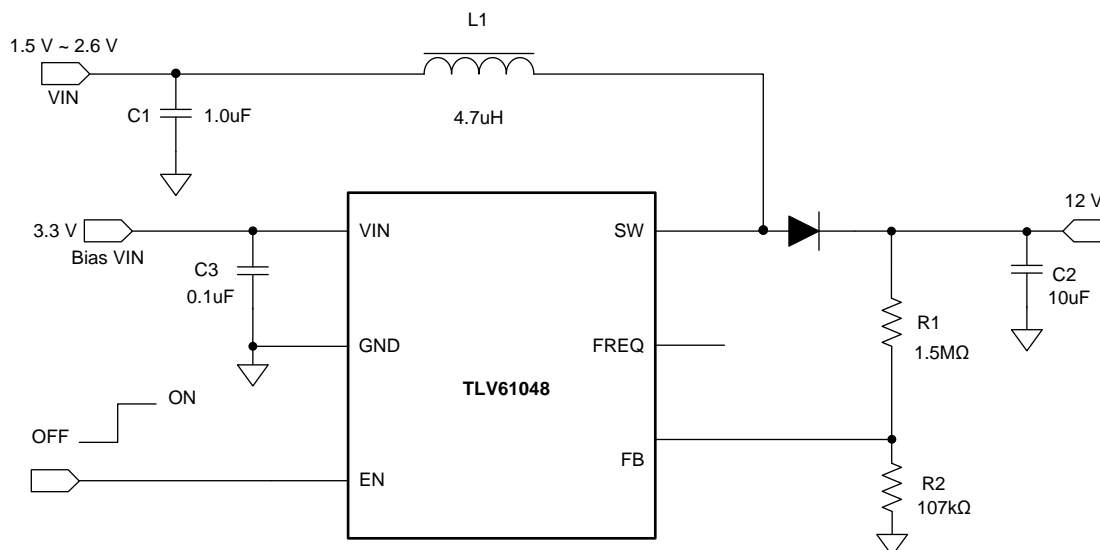 L1
1.5 V ~ 2.6 V
VIN
C1
1.0uF
4.7uH
3.3 V
Bias VIN
C3
0.1uF
VIN
SW
12 V
C2
10uF
R1
1.5MΩ
GND
FREQ
TLV61048
ON
OFF
FB
EN
R2
107kΩ